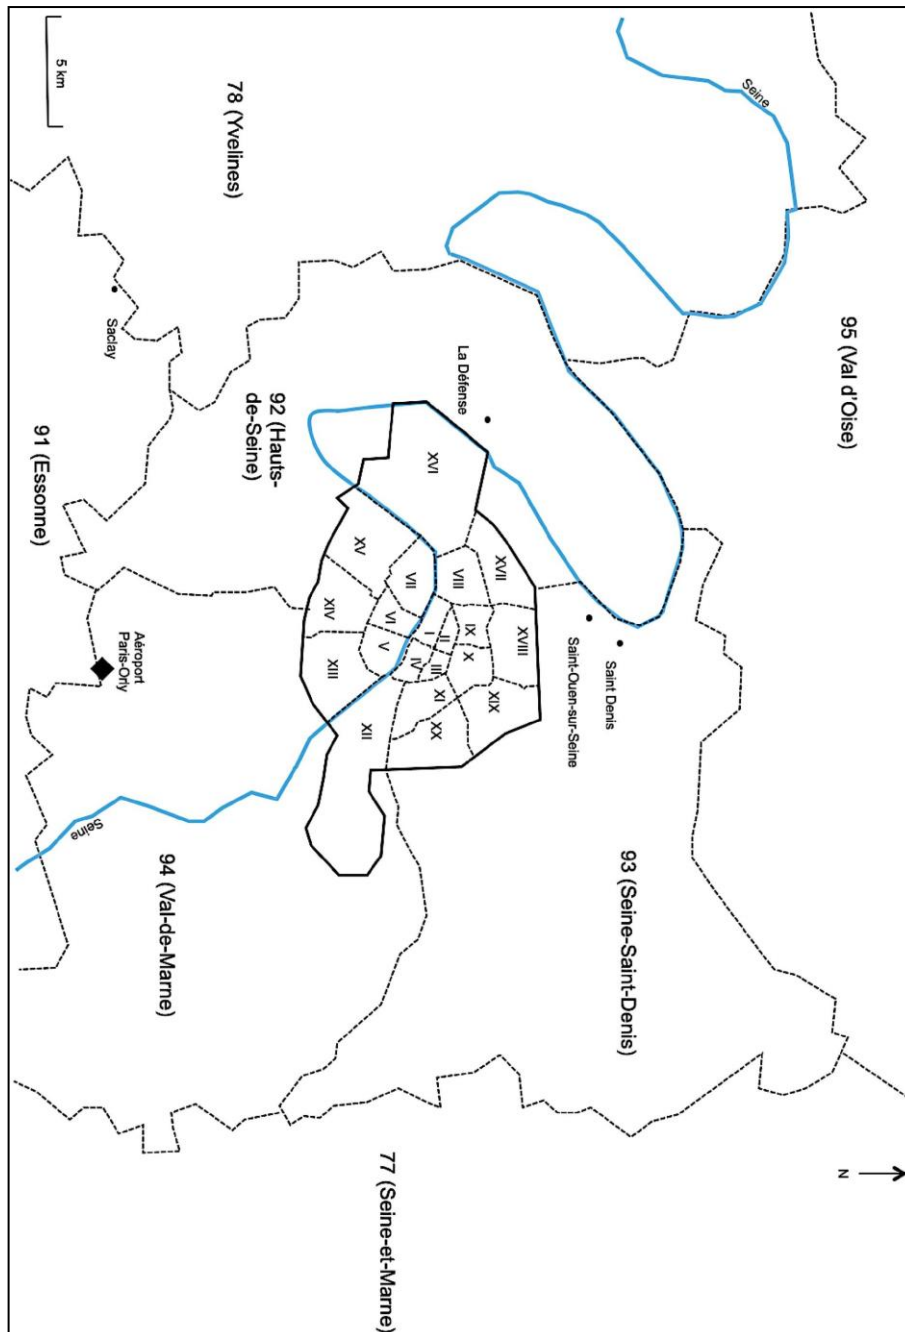 Seine
95 (Val d'Oise)
N
78 (Yvelines)
La Défense
Saint Denis
Saint-Ouen-sur-Seine
93 (Seine-Saint-Denis)
92 (Hauts-
de-Seine)
XVI
XVII
XVIII
XIX
VIII
IX
X
II
III
I
IV
XI
XX
VII
VI
V
XV
XIV
XIII
XII
77 (Seine-et-Marne)
Saclay
Aéroport
Paris-Orly
Seine
94 (Val-de-Marne)
91 (Essonne)
5 km